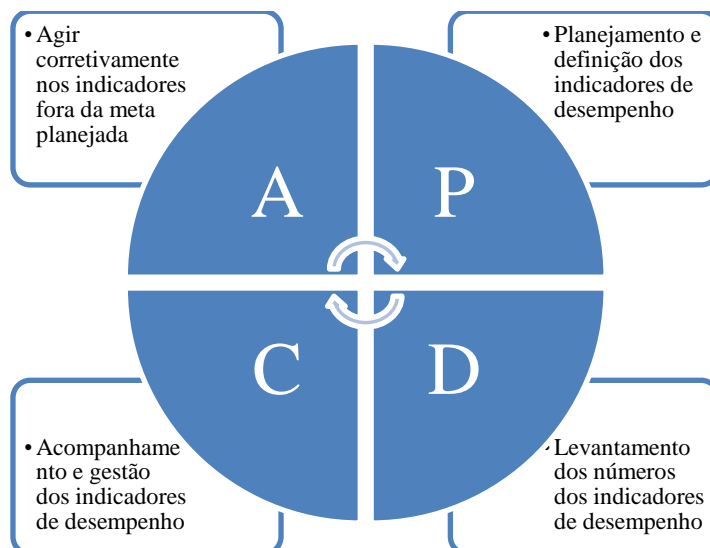 • Agir
corretivamente
nos indicadores
fora da meta
planejada
• Planejamento e
definição dos
indicadores de
desempenho
A
P
C
D
• Acompanhame
nto e gestão
dos indicadores
de desempenho
• Levantamento
dos números
dos indicadores
de desempenho